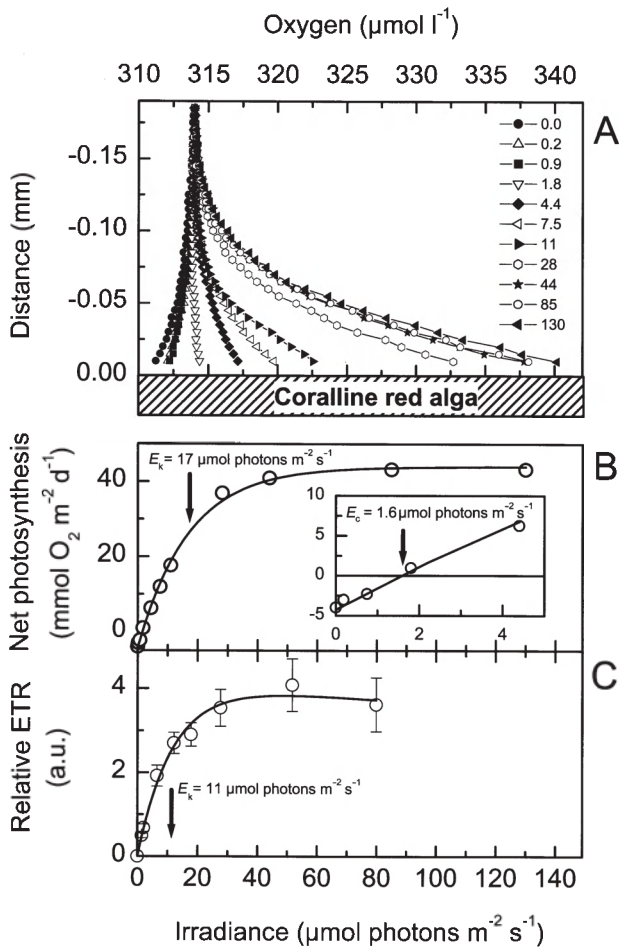 Oxygen (µmol l⁻¹)
310 315 320 325 330 335 340
A
0.0
0.2
0.9
1.8
4.4
7.5
11
28
44
85
130
Distance (mm)
-0.15
-0.10
-0.05
0.00
Coralline red alga
B
Net photosynthesis
(mmol O₂ m⁻² d⁻¹)
40
20
0
Eₖ = 17 µmol photons m⁻² s⁻¹
10
5
0
-5
E꜀ = 1.6 µmol photons m⁻² s⁻¹
0 2 4
C
Relative ETR
(a.u.)
4
2
0
Eₖ = 11 µmol photons m⁻² s⁻¹
0 20 40 60 80 100 120 140
Irradiance (µmol photons m⁻² s⁻¹)